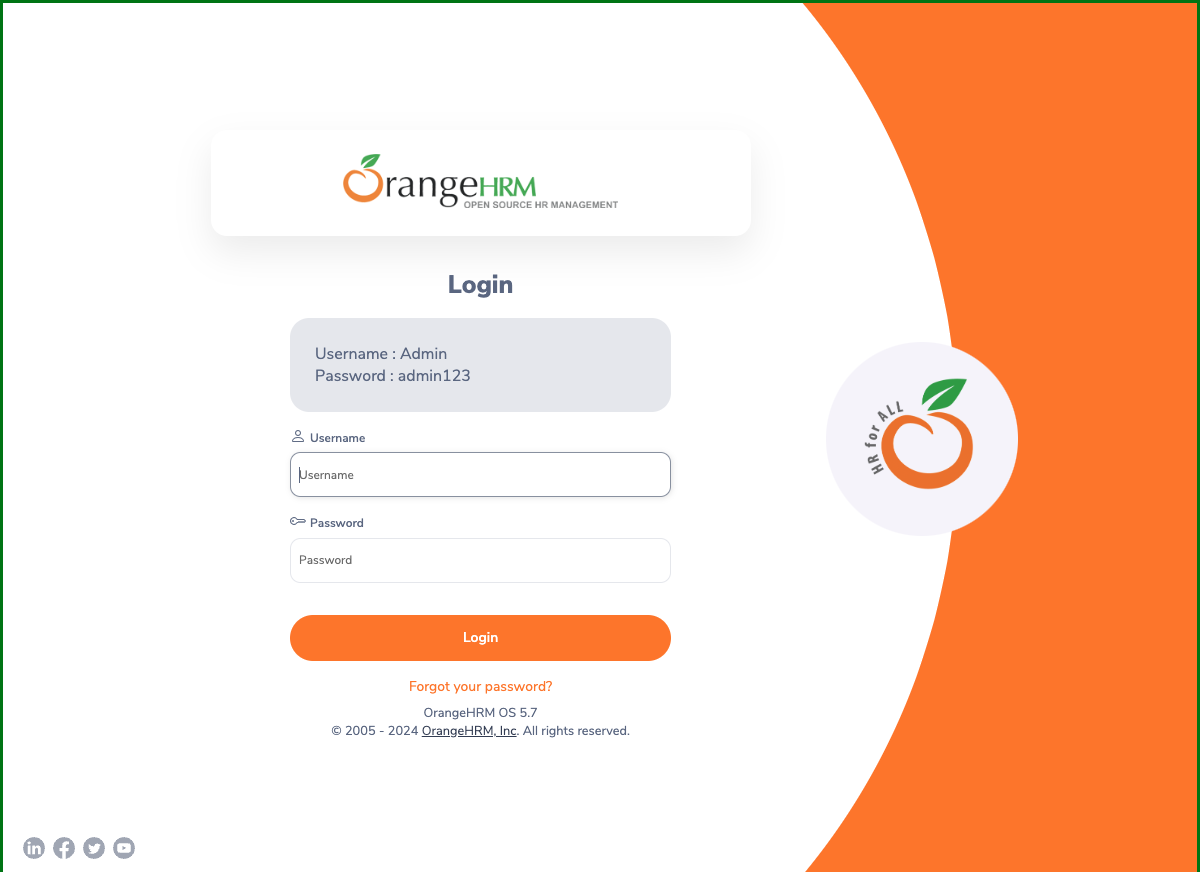 OrangeHRM
OPEN SOURCE HR MANAGEMENT
Login
Username : Admin
Password : admin123
Username
Username
Password
Password
Login
Forgot your password?
OrangeHRM OS 5.7
© 2005 - 2024 OrangeHRM, Inc. All rights reserved.
HR for ALL
in